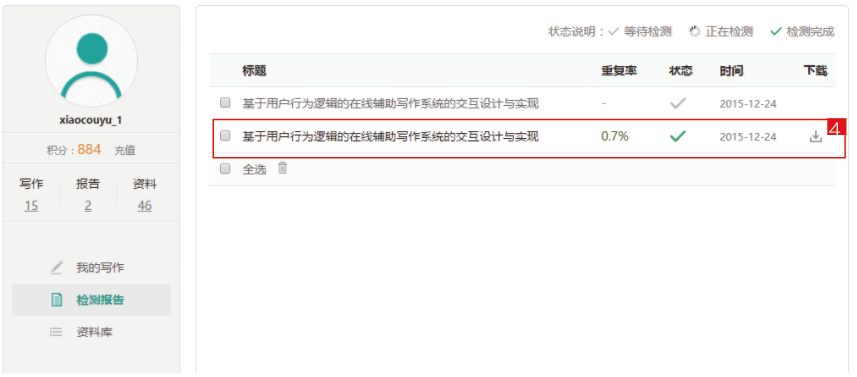 xiaocouyu_1
积分：884 充值
写作 报告 资料
15 2 46
我的写作
检测报告
资料库
状态说明： 等待检测 正在检测 检测完成
标题 重复率 状态 时间 下载
基于用户行为逻辑的在线辅助写作系统的交互设计与实现 - 2015-12-24
基于用户行为逻辑的在线辅助写作系统的交互设计与实现 0.7% 2015-12-24 4
全选